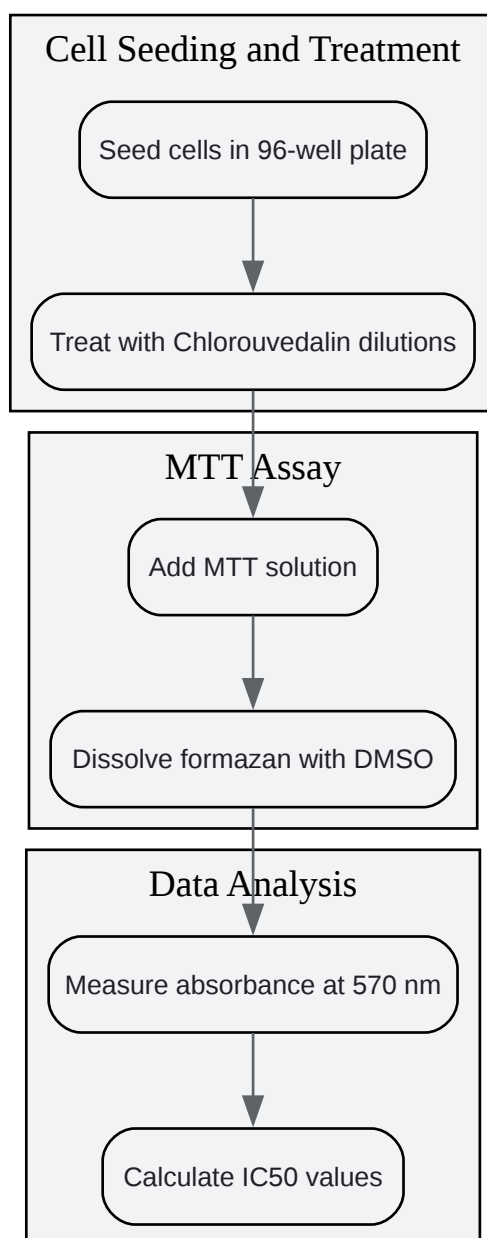 Cell Seeding and Treatment
Seed cells in 96-well plate
Treat with Chlorouvedalin dilutions
MTT Assay
Add MTT solution
Dissolve formazan with DMSO
Data Analysis
Measure absorbance at 570 nm
Calculate IC50 values